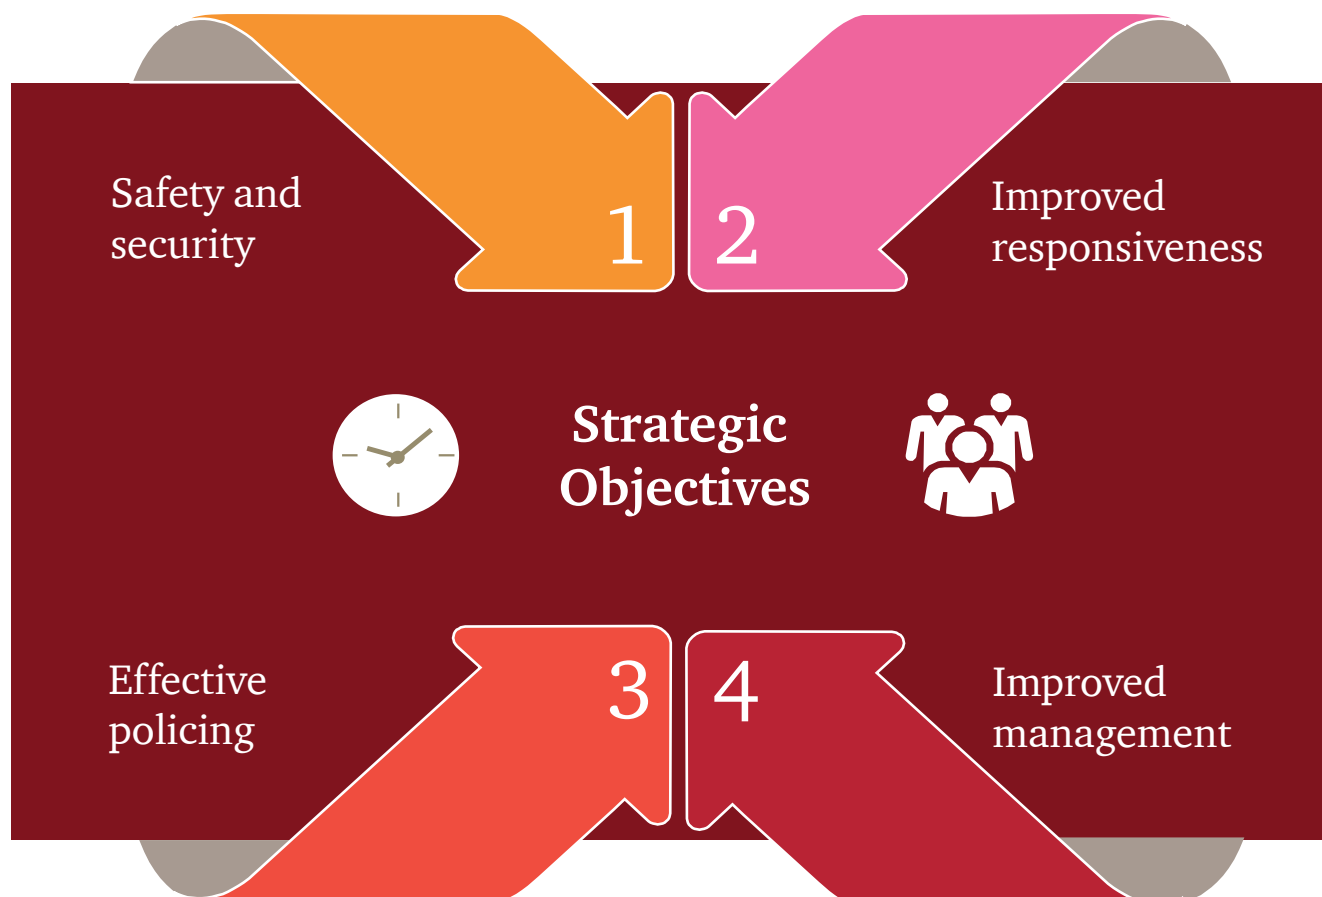 Safety and
security
1
2
Improved
responsiveness
Strategic
Objectives
Effective
policing
3
4
Improved
management